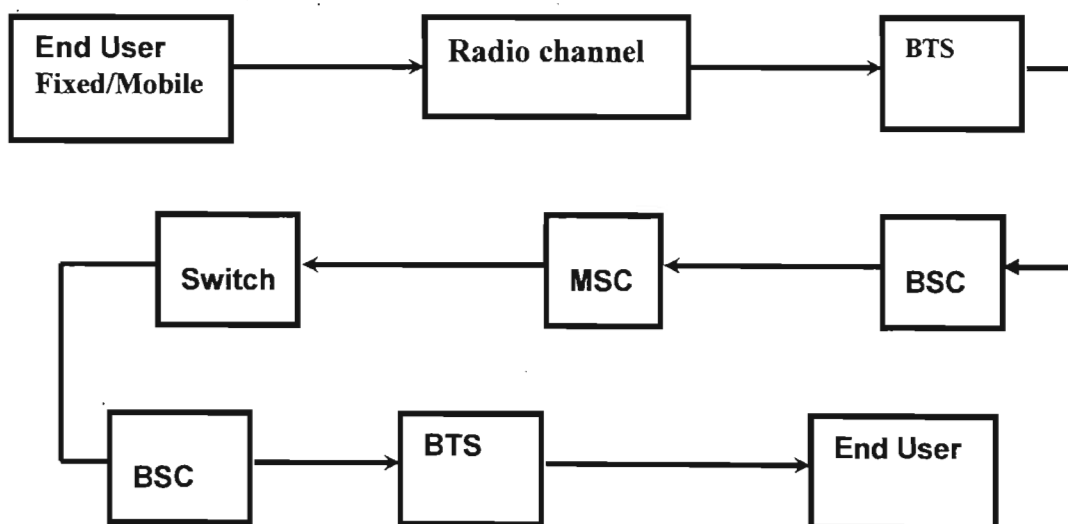 End User
Fixed/Mobile
Radio channel
BTS
Switch
MSC
BSC
BSC
BTS
End User